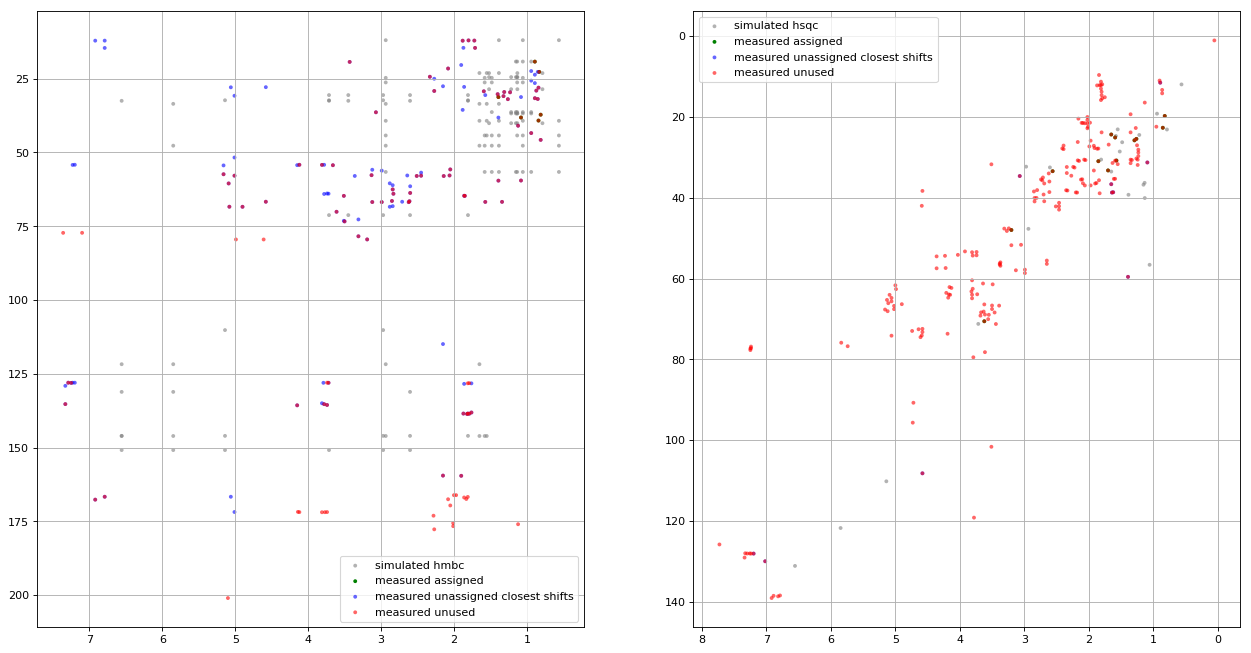 25
50
75
100
125
150
175
200
7 6 5 4 3 2 1
simulated hmbc
measured assigned
measured unassigned closest shifts
measured unused
0
20
40
60
80
100
120
140
8 7 6 5 4 3 2 1 0
simulated hsqc
measured assigned
measured unassigned closest shifts
measured unused